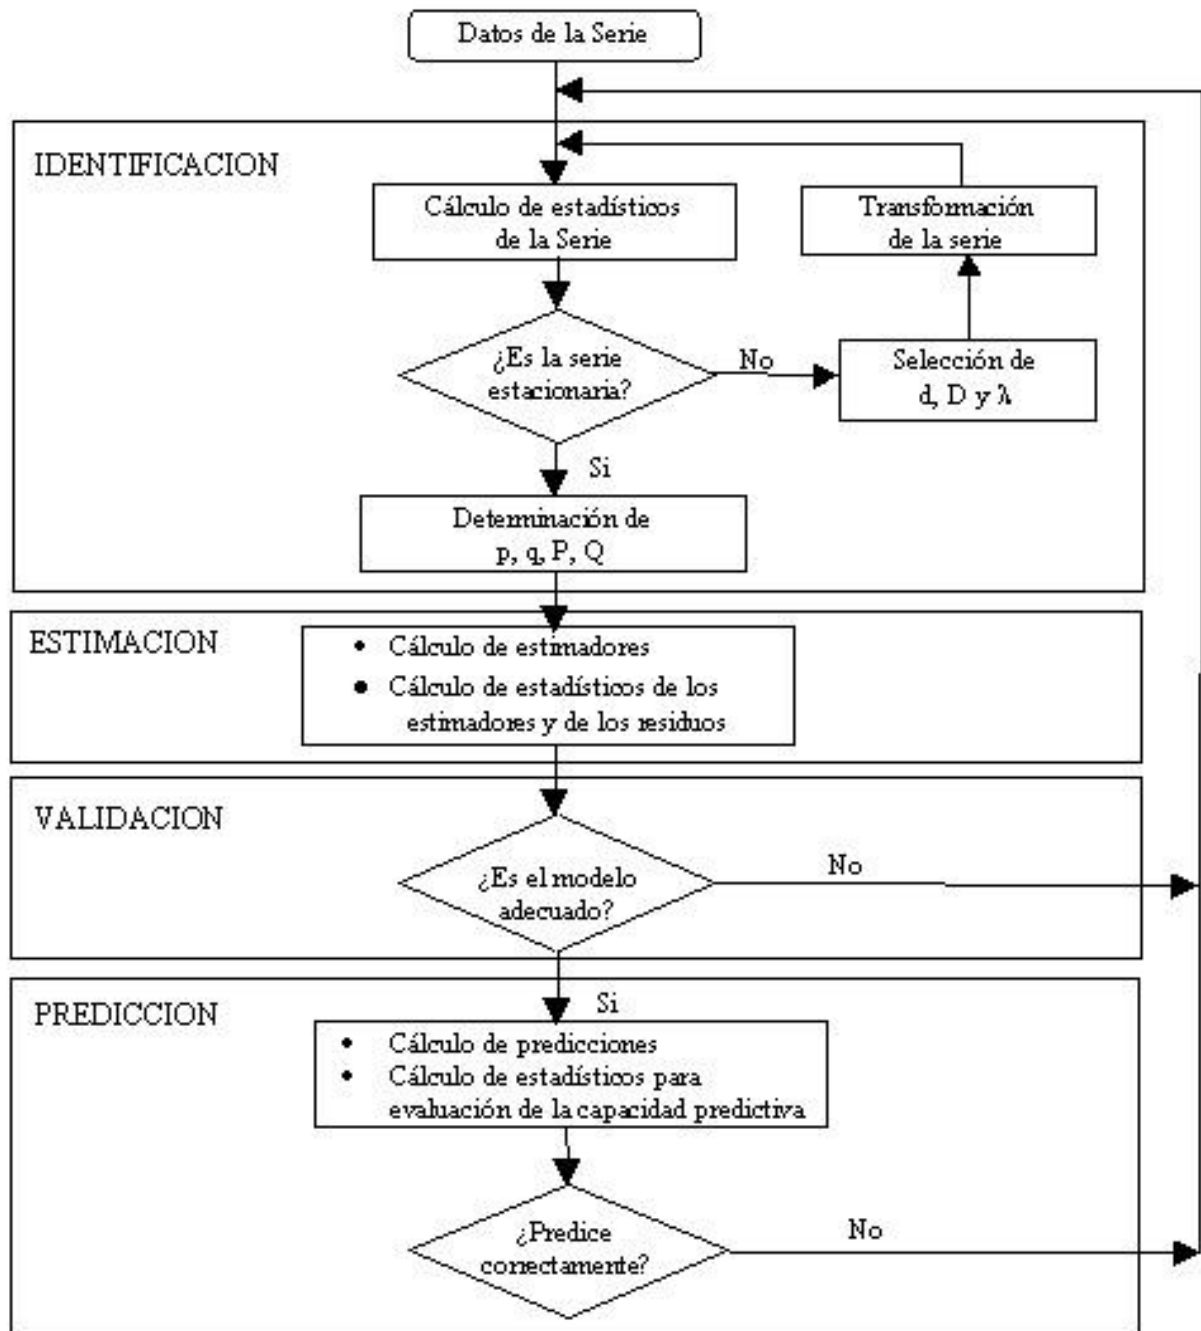 Datos de la Serie
IDENTIFICACION
Cálculo de estadísticos
de la Serie
Transformación
de la serie
¿Es la serie
estacionaria?
No
Selección de
d, D y λ
Si
Determinación de
p, q, P, Q
ESTIMACION
• Cálculo de estimadores
• Cálculo de estadísticos de los
estimadores y de los residuos
VALIDACION
¿Es el modelo
adecuado?
No
Si
PREDICCION
• Cálculo de predicciones
• Cálculo de estadísticos para
evaluación de la capacidad predictiva
¿Predice
correctamente?
No